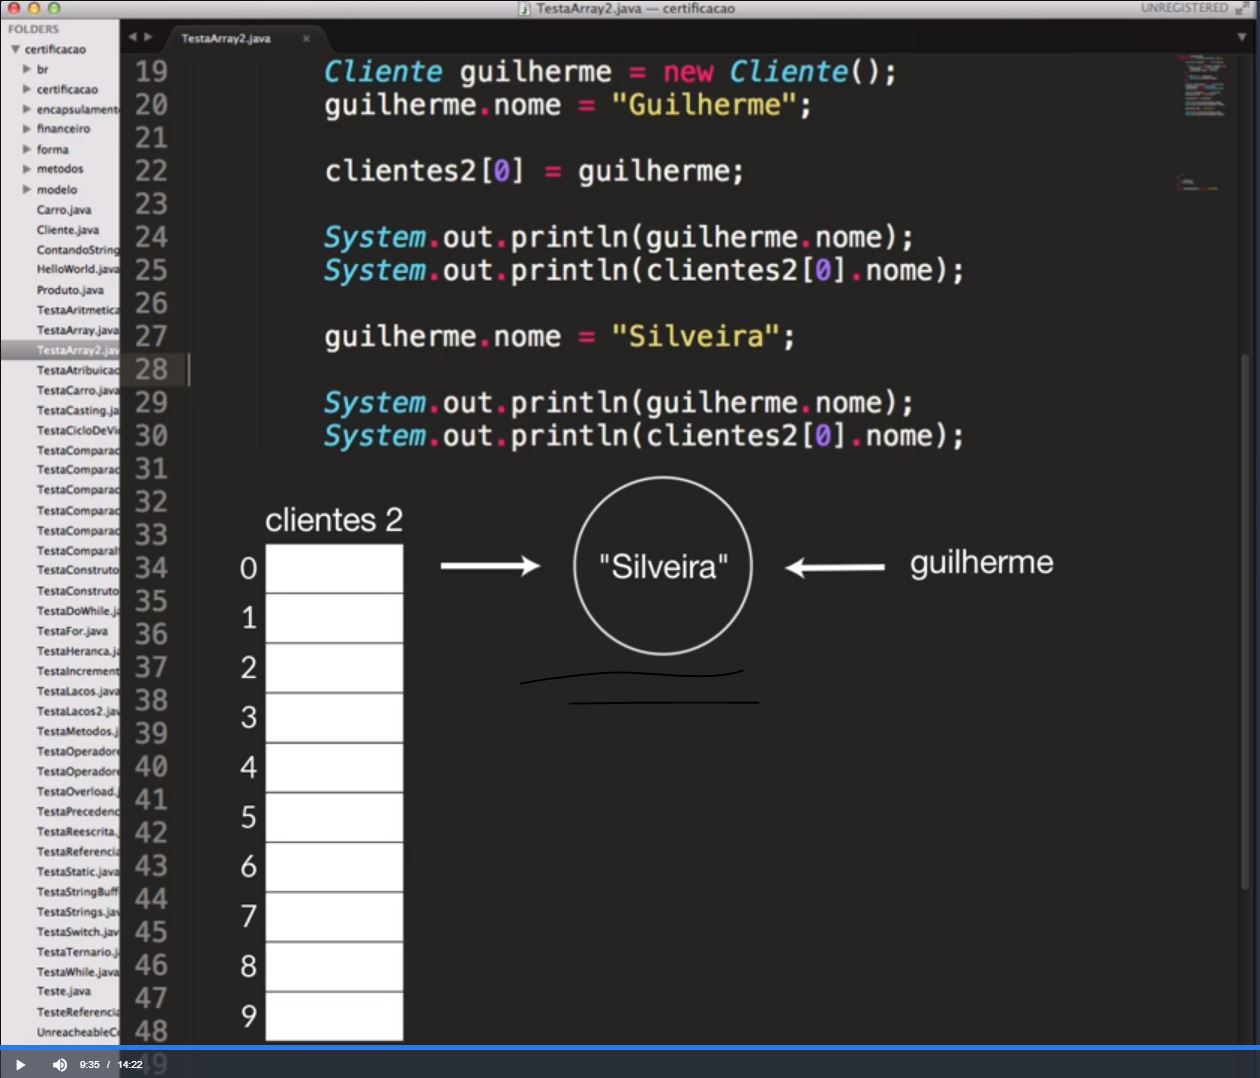 TestaArray2.java — certificacao
UNREGISTERED
FOLDERS
certificacao
br
certificacao
encapsulament
financeiro
forma
metodos
modelo
Carro.java
Cliente.java
ContandoString
HelloWorld.java
Produto.java
TestaAritmetica
TestaArray.java
TestaArray2.jav
TestaAtribuicao
TestaCarro.java
TestaCasting.ja
TestaCicloDeVi
TestaComparac
TestaComparac
TestaComparac
TestaComparac
TestaComparac
TestaComparaI
TestaConstruto
TestaConstruto
TestaDoWhile.ja
TestaFor.java
TestaHeranca.ja
TestaIncrement
TestaLacos.java
TestaLacos2.jav
TestaMetodos.j
TestaOperadore
TestaOperadore
TestaOverload.j
TestaPrecedenc
TestaReescrita.
TestaReferencia
TestaStatic.java
TestaStringBuff
TestaStrings.jav
TestaSwitch.jav
TestaTernario.j
TestaWhile.java
Teste.java
TesteReferencia
UnreacheableCo
TestaArray2.java ×
19 Cliente guilherme = new Cliente();
20 guilherme.nome = "Guilherme";
21
22 clientes2[0] = guilherme;
23
24 System.out.println(guilherme.nome);
25 System.out.println(clientes2[0].nome);
26
27 guilherme.nome = "Silveira";
28
29 System.out.println(guilherme.nome);
30 System.out.println(clientes2[0].nome);
31
32
33
34
35
36
37
38
39
40
41
42
43
44
45
46
47
48
49
clientes 2
0
1
2
3
4
5
6
7
8
9
"Silveira"
guilherme
9:35 / 14:22